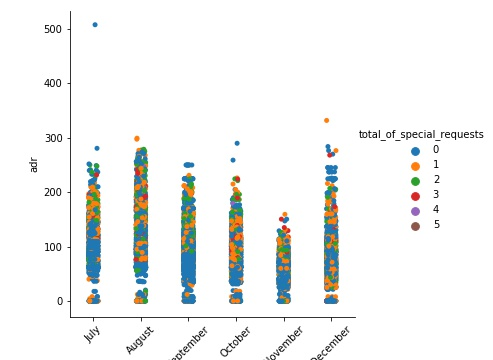 500
400
300
200
100
0
adr
July
August
September
October
November
December
total_of_special_requests
0
1
2
3
4
5